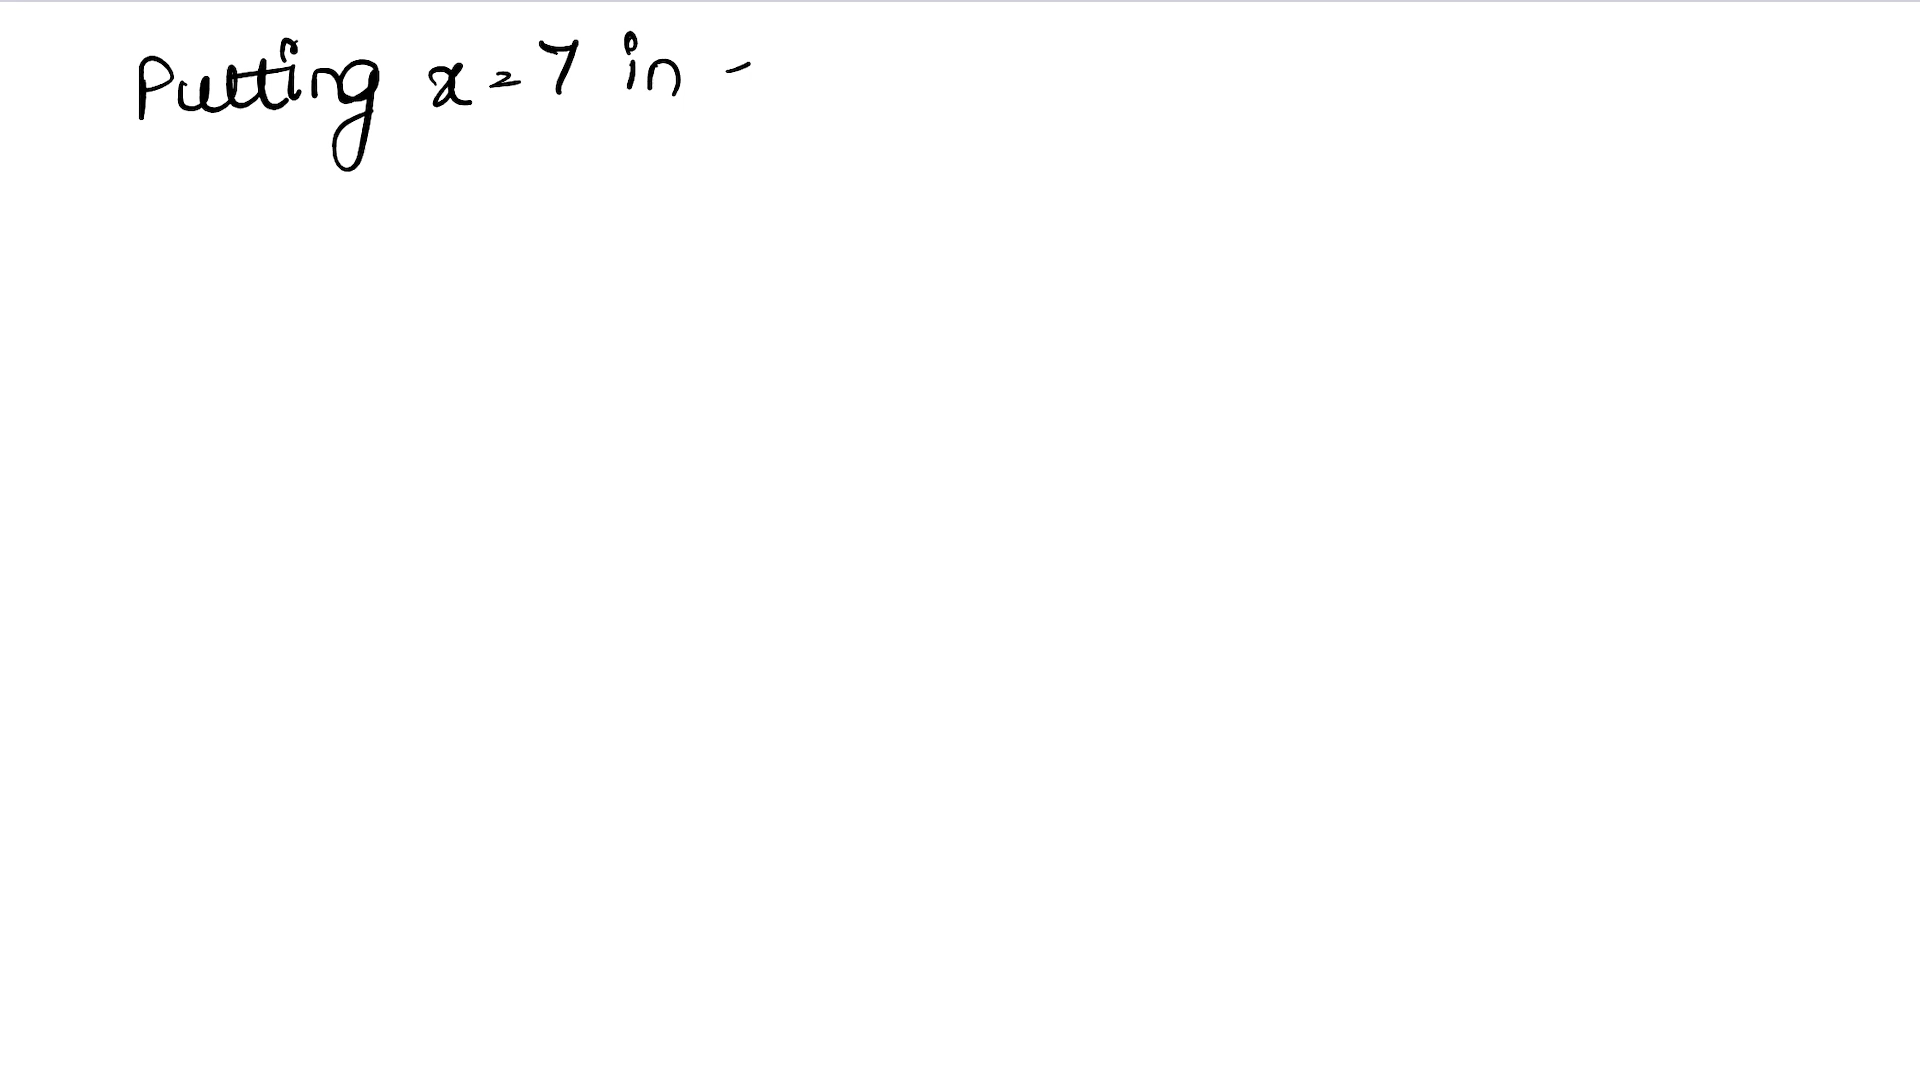 Putting x = 7 in -